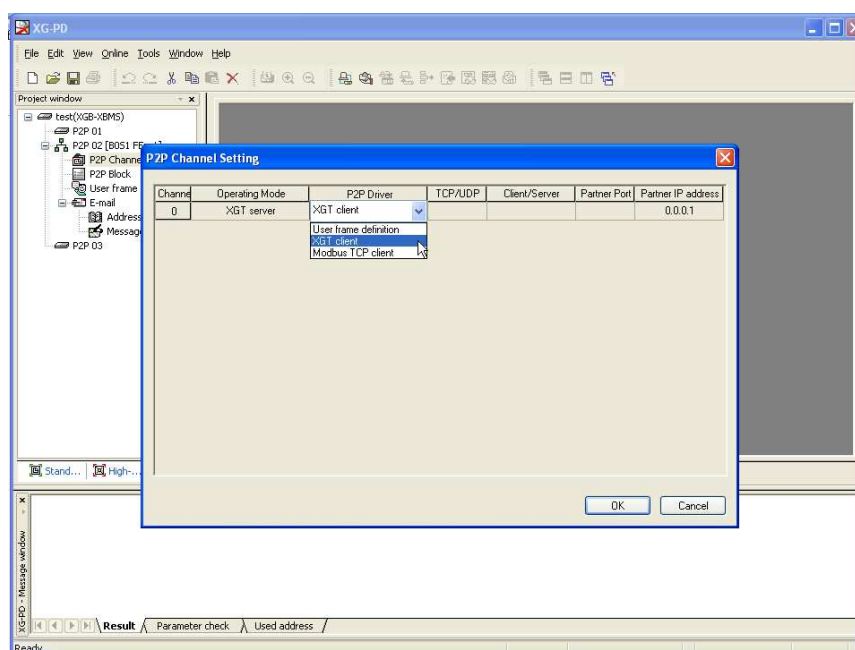 XG-PD
File Edit View Online Tools Window Help
Project window
test(XGB-XBMS)
P2P 01
P2P 02 [B0S1 FE
P2P Channe
P2P Block
User frame
E-mail
Address
Messag
P2P 03
Stand... High-...
P2P Channel Setting
Channe Operating Mode P2P Driver TCP/UDP Client/Server Partner Port Partner IP address
0 XGT server XGT client 0.0.0.1
User frame definition
XGT client
Modbus TCP client
OK Cancel
XG-PD - Message window
Result Parameter check Used address
Ready